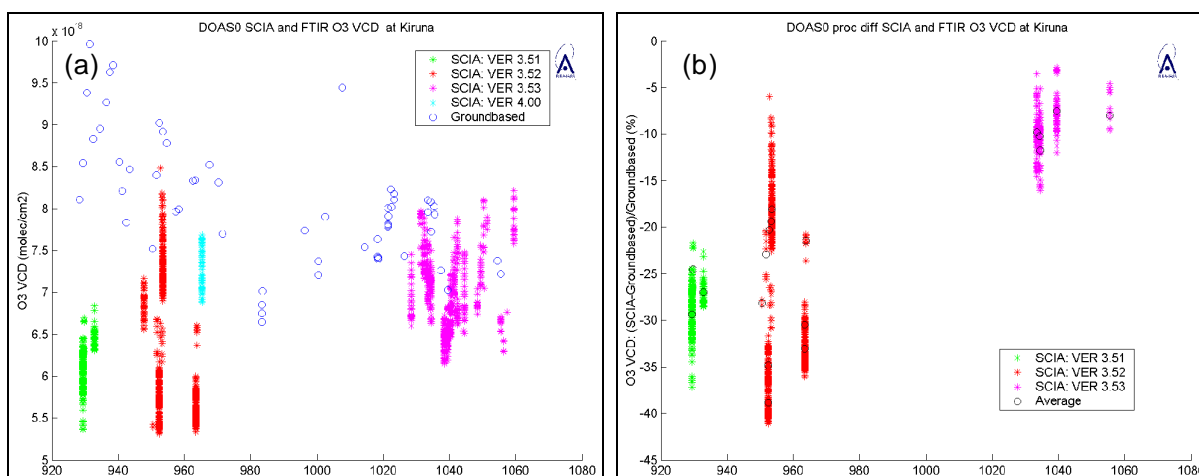 DOAS0 SCIA and FTIR O3 VCD at Kiruna
x 10^-8
(a)
SCIA: VER 3.51
SCIA: VER 3.52
SCIA: VER 3.53
SCIA: VER 4.00
Groundbased
O3 VCD (molec/cm2)
10
9.5
9
8.5
8
7.5
7
6.5
6
5.5
5
920 940 960 980 1000 1020 1040 1060 1080
DOAS0 proc diff SCIA and FTIR O3 VCD at Kiruna
(b)
O3 VCD: (SCIA-Groundbased)/Groundbased (%)
0
-5
-10
-15
-20
-25
-30
-35
-40
-45
SCIA: VER 3.51
SCIA: VER 3.52
SCIA: VER 3.53
Average
920 940 960 980 1000 1020 1040 1060 1080